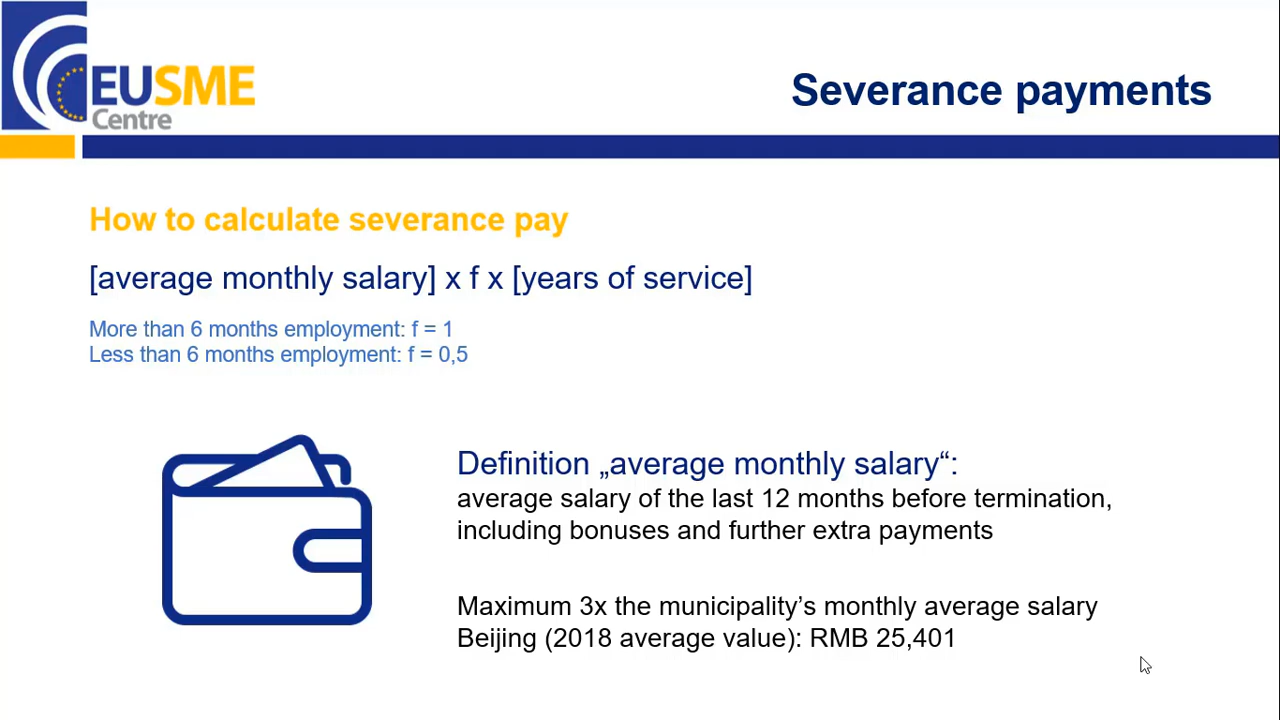 EUSME
Centre
Severance payments
How to calculate severance pay
[average monthly salary] x f x [years of service]
More than 6 months employment: f = 1
Less than 6 months employment: f = 0,5
Definition „average monthly salary“:
average salary of the last 12 months before termination,
including bonuses and further extra payments
Maximum 3x the municipality’s monthly average salary
Beijing (2018 average value): RMB 25,401